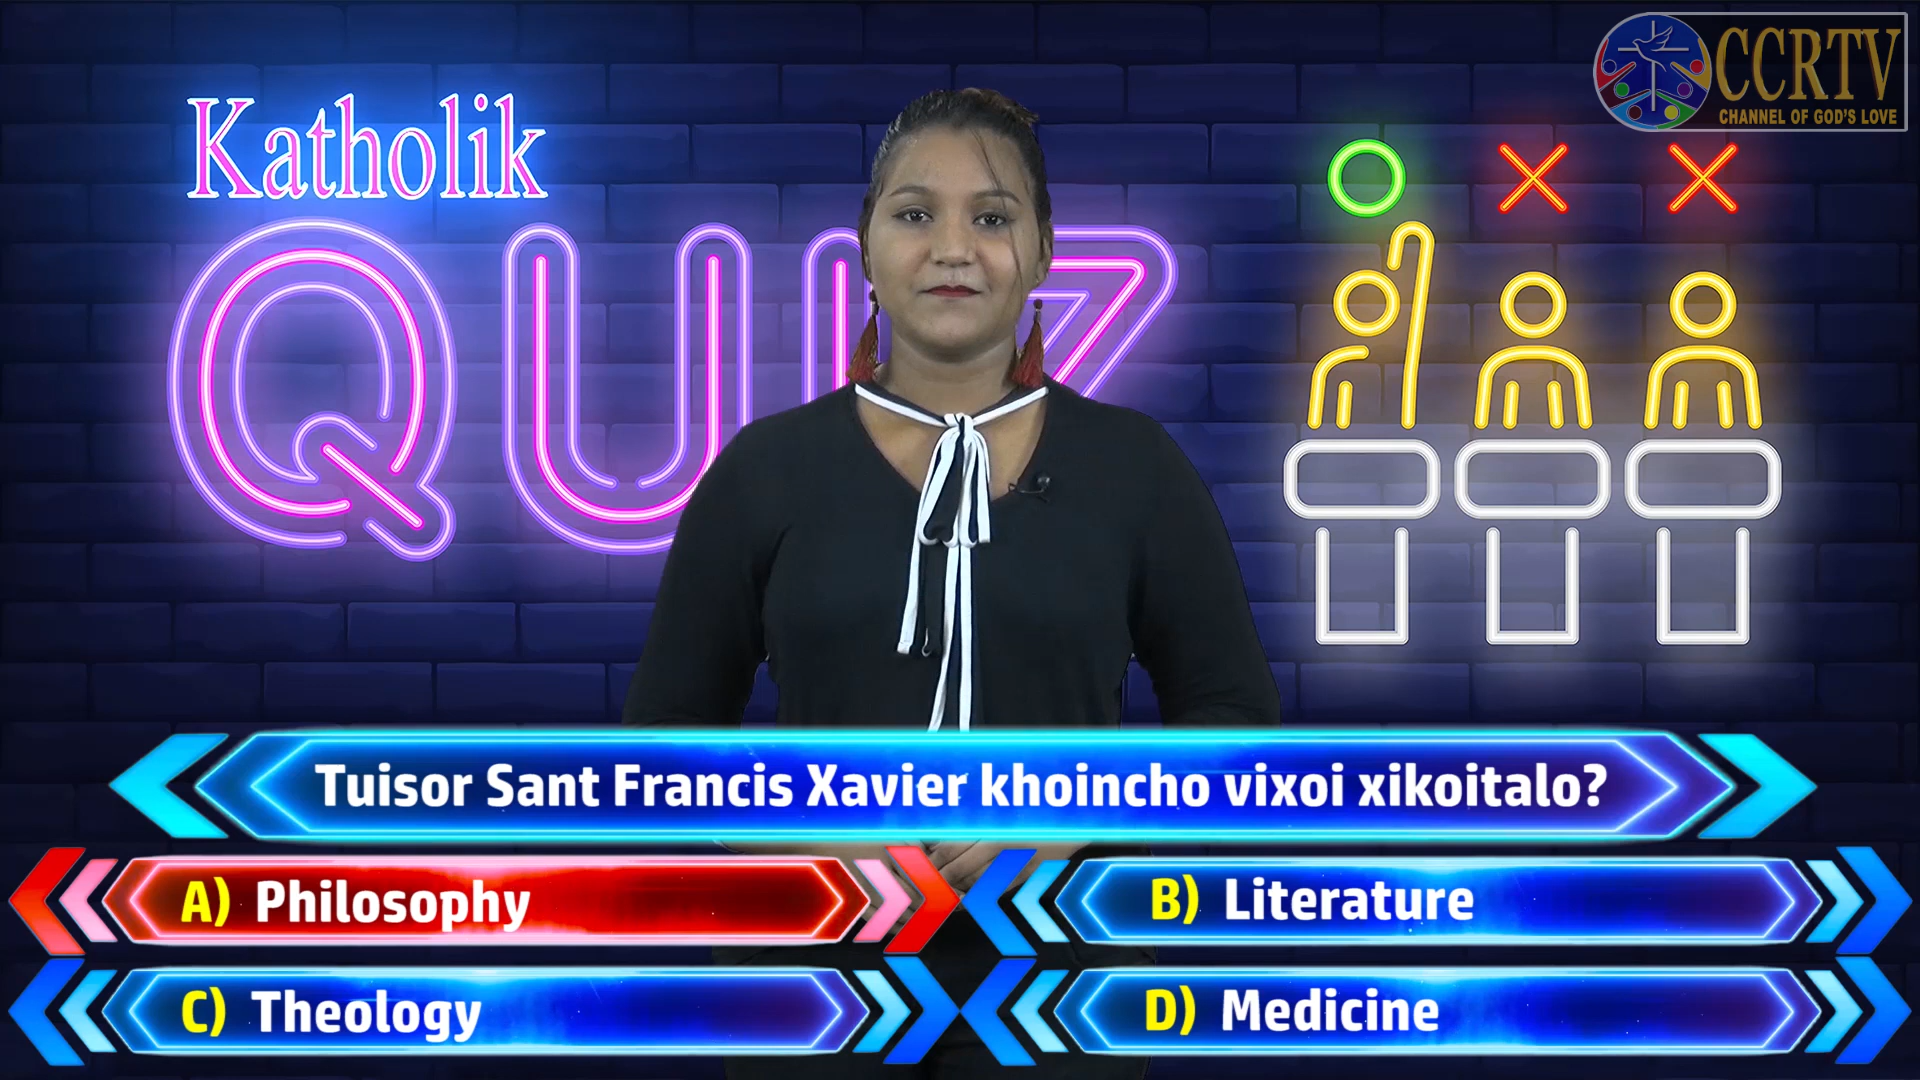 CCRTV
CHANNEL OF GOD'S LOVE
Katholik
QUIZ
Tuisor Sant Francis Xavier khoincho vixoi xikoitalo?
A) Philosophy
B) Literature
C) Theology
D) Medicine